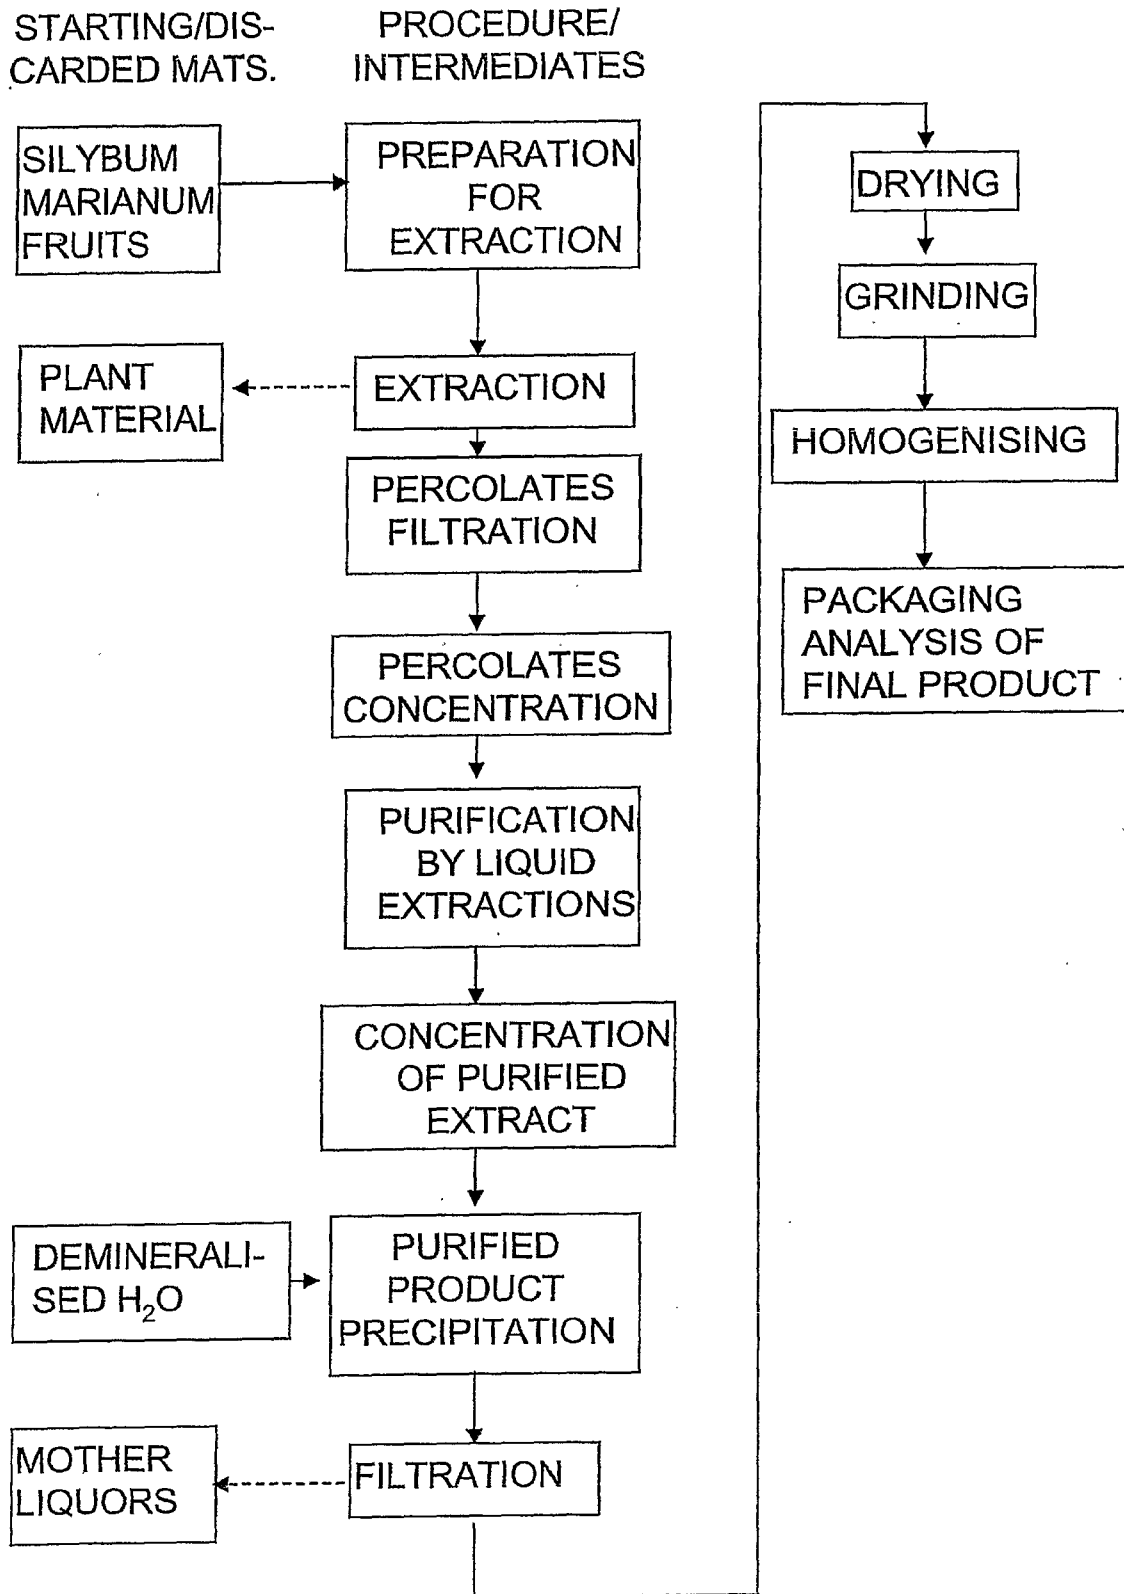 STARTING/DIS-
CARDED MATS.
PROCEDURE/
INTERMEDIATES
SILYBUM
MARIANUM
FRUITS
PREPARATION
FOR
EXTRACTION
PLANT
MATERIAL
EXTRACTION
PERCOLATES
FILTRATION
PERCOLATES
CONCENTRATION
PURIFICATION
BY LIQUID
EXTRACTIONS
CONCENTRATION
OF PURIFIED
EXTRACT
DEMINERALI-
SED H₂O
PURIFIED
PRODUCT
PRECIPITATION
MOTHER
LIQUORS
FILTRATION
DRYING
GRINDING
HOMOGENISING
PACKAGING
ANALYSIS OF
FINAL PRODUCT